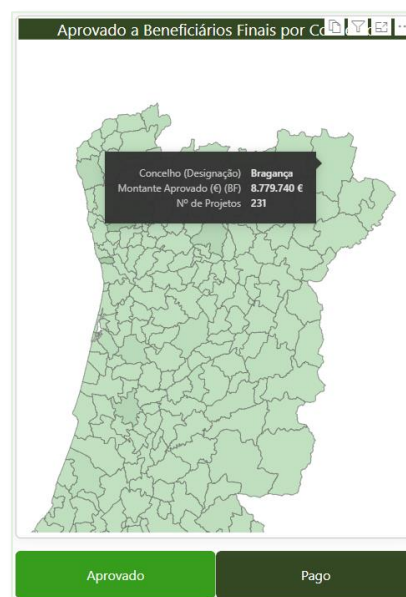 Aprovado a Beneficiários Finais por
Concelho (Designação) Bragança
Montante Aprovado (€) (BF) 8.779.740 €
Nº de Projetos 231
Aprovado Pago